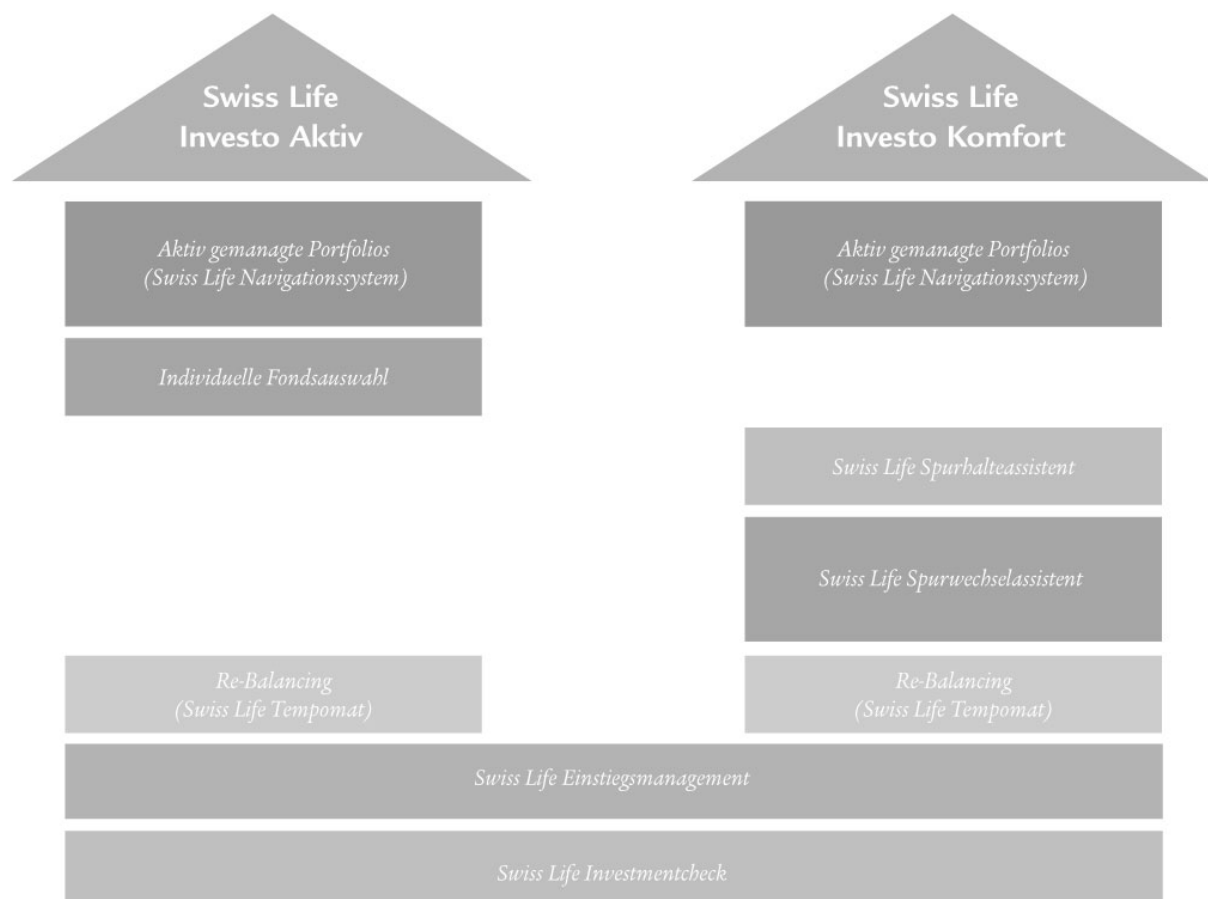 Swiss Life
Investo Aktiv
Swiss Life
Investo Komfort
Aktiv gemanagte Portfolios
(Swiss Life Navigationssystem)
Aktiv gemanagte Portfolios
(Swiss Life Navigationssystem)
Individuelle Fondsauswahl
Swiss Life Spurhalteassistent
Swiss Life Spurwechselassistent
Re-Balancing
(Swiss Life Tempomat)
Re-Balancing
(Swiss Life Tempomat)
Swiss Life Einstiegsmanagement
Swiss Life Investmentcheck